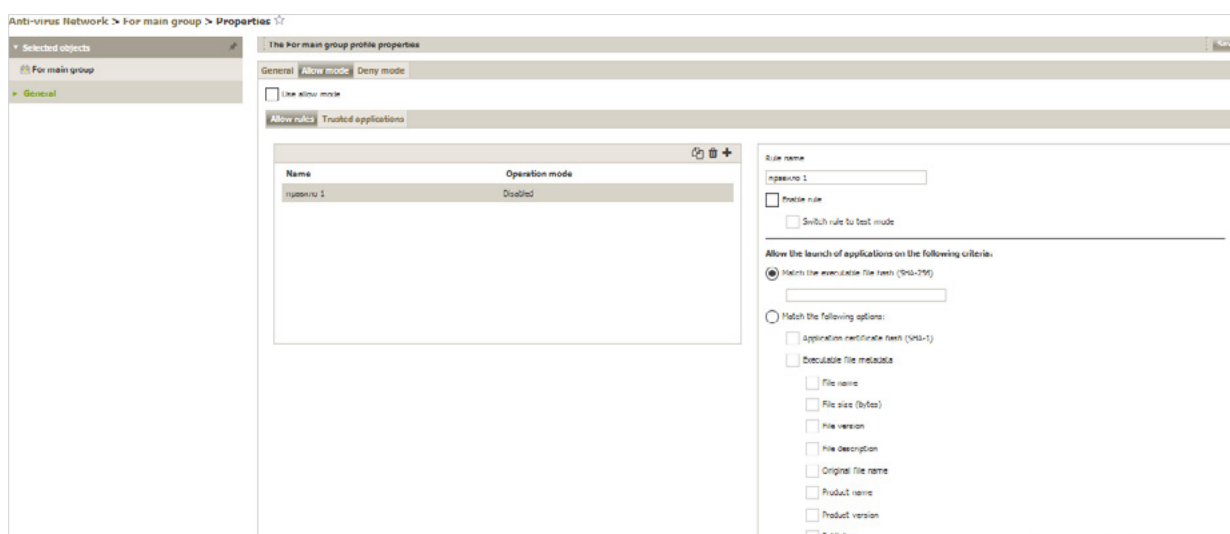 Anti-virus Network > For main group > Properties
Selected objects
For main group
General
The For main group profile properties
General Allow mode Deny mode
Use allow mode
Allow rules Trusted applications
Name Operation mode
правило 1 Disabled
Rule name
правило 1
Enable rule
Switch rule to test mode
Allow the launch of applications on the following criteria:
Match the executable file hash (SHA-256)
Match the following options:
Application certificate hash (SHA-1)
Executable file metadata
File name
File size (bytes)
File version
File description
Original file name
Product name
Product version